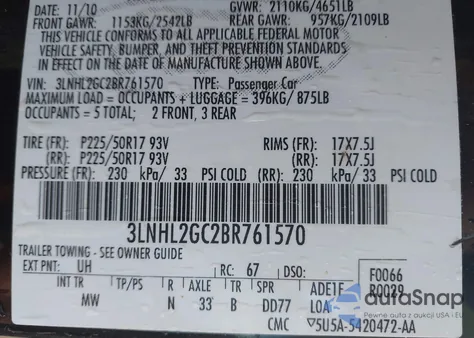 DATE: 11/10 GVWR: 2110KG/4651LB
FRONT GAWR: 1153KG/2542LB REAR GAWR: 957KG/2109LB
THIS VEHICLE CONFORMS TO ALL APPLICABLE FEDERAL MOTOR
VEHICLE SAFETY, BUMPER, AND THEFT PREVENTION STANDARDS
IN EFFECT ON THE DATE OF MANUFACTURE SHOWN ABOVE.
VIN: 3LNHL2GC2BR761570 TYPE: Passenger Car
MAXIMUM LOAD = OCCUPANTS + LUGGAGE = 396KG/ 875LB
OCCUPANTS = 5 TOTAL; 2 FRONT, 3 REAR
TIRE (FR): P225/50R17 93V RIMS (FR): 17X7.5J
(RR): P225/50R17 93V (RR): 17X7.5J
PRESSURE (FR) 230 kPa/ 33 PSI COLD (RR) 230 kPa/ 33 PSI COLD
3LNHL2GC2BR761570
TRAILER TOWING - SEE OWNER GUIDE
EXT PNT: UH RC: 67 DSO: F0066
INT TR TP/PS R AXLE TR SPR ADE1F R0029
MW N 33 B DD77 LOA
autoSnap
UNUSED PASSENGER CARS - USA - EU
CMC 5U5A-5420472-AA